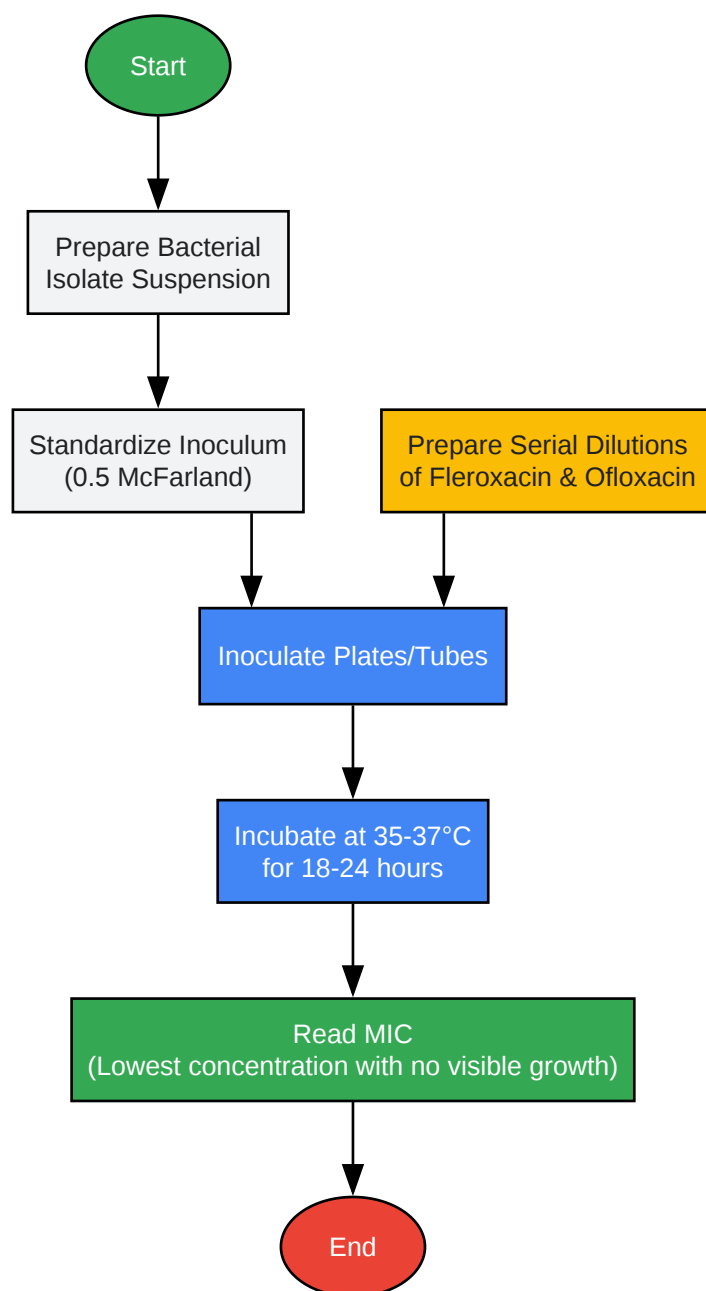 Start
Prepare Bacterial
Isolate Suspension
Standardize Inoculum
(0.5 McFarland)
Prepare Serial Dilutions
of Fleroxacin & Ofloxacin
Inoculate Plates/Tubes
Incubate at 35-37°C
for 18-24 hours
Read MIC
(Lowest concentration with no visible growth)
End